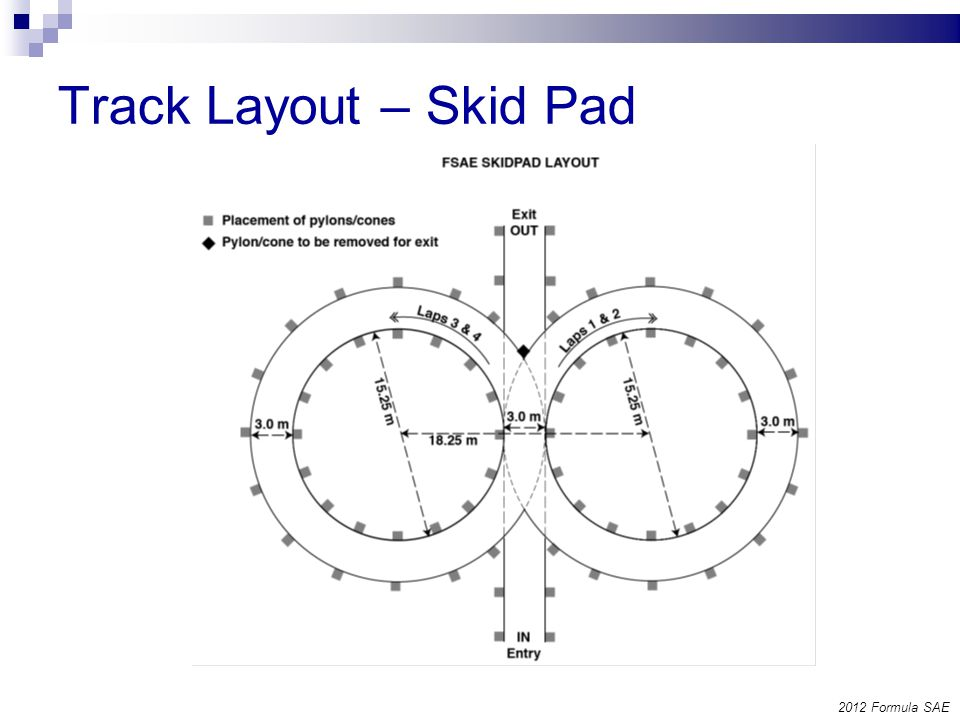 Track Layout – Skid Pad
FSAE SKIDPAD LAYOUT
Placement of pylons/cones
Pylon/cone to be removed for exit
Exit
OUT
Laps 3 & 4
Laps 1 & 2
15.25 m
15.25 m
3.0 m
3.0 m
3.0 m
18.25 m
IN
Entry
2012 Formula SAE